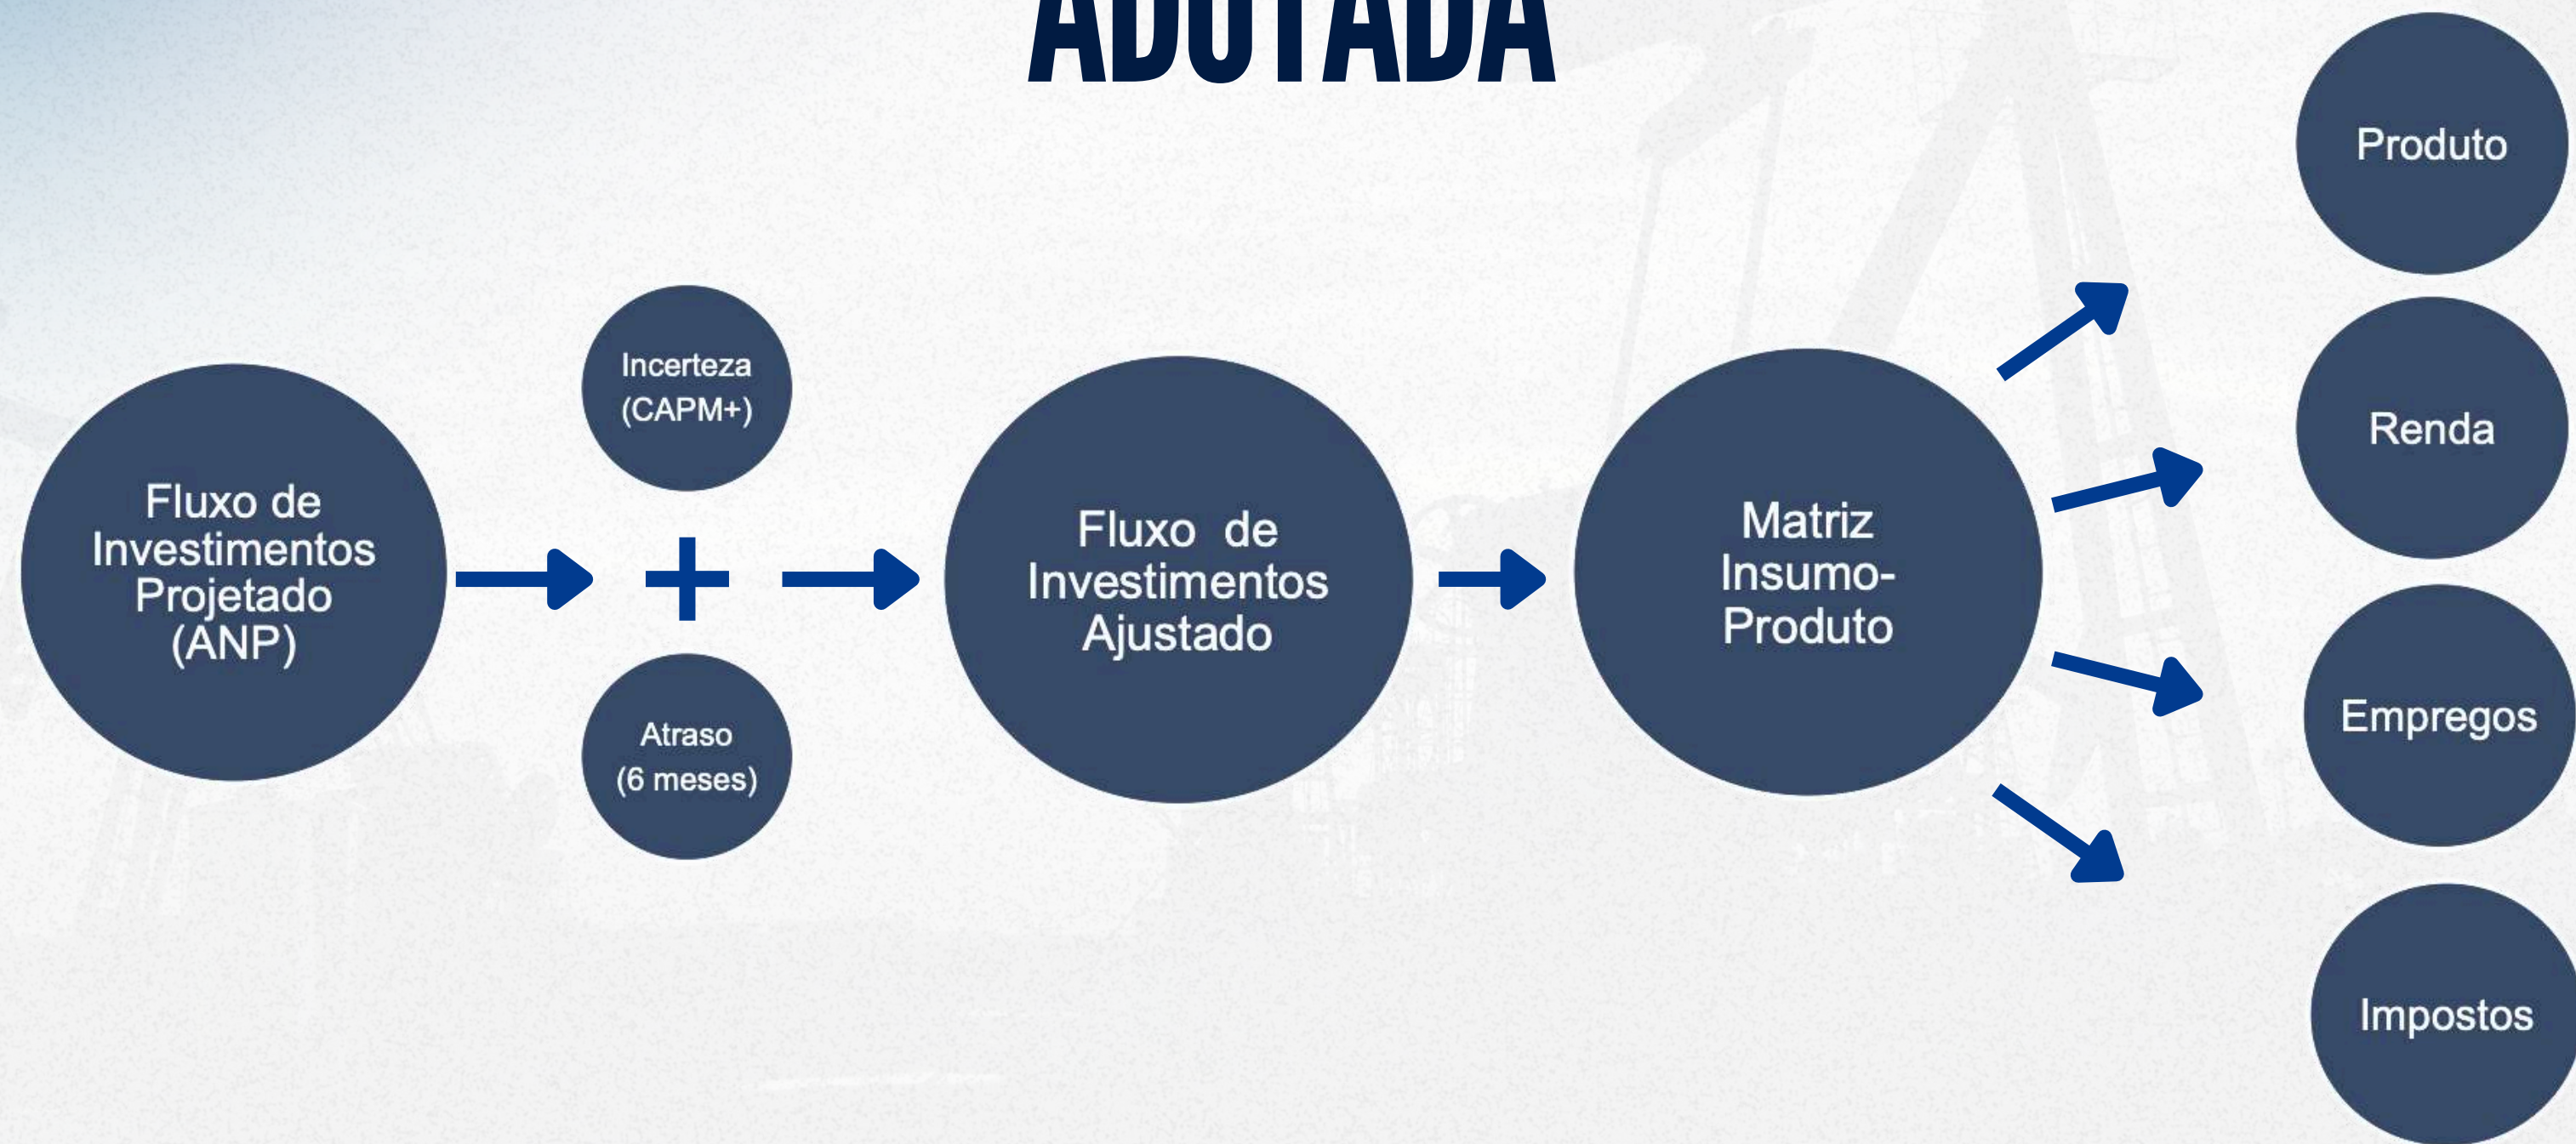 ADOTADA
Fluxo de
Investimentos
Projetado
(ANP)
Incerteza
(CAPM+)
Atraso
(6 meses)
Fluxo de
Investimentos
Ajustado
Matriz
Insumo-
Produto
Produto
Renda
Empregos
Impostos